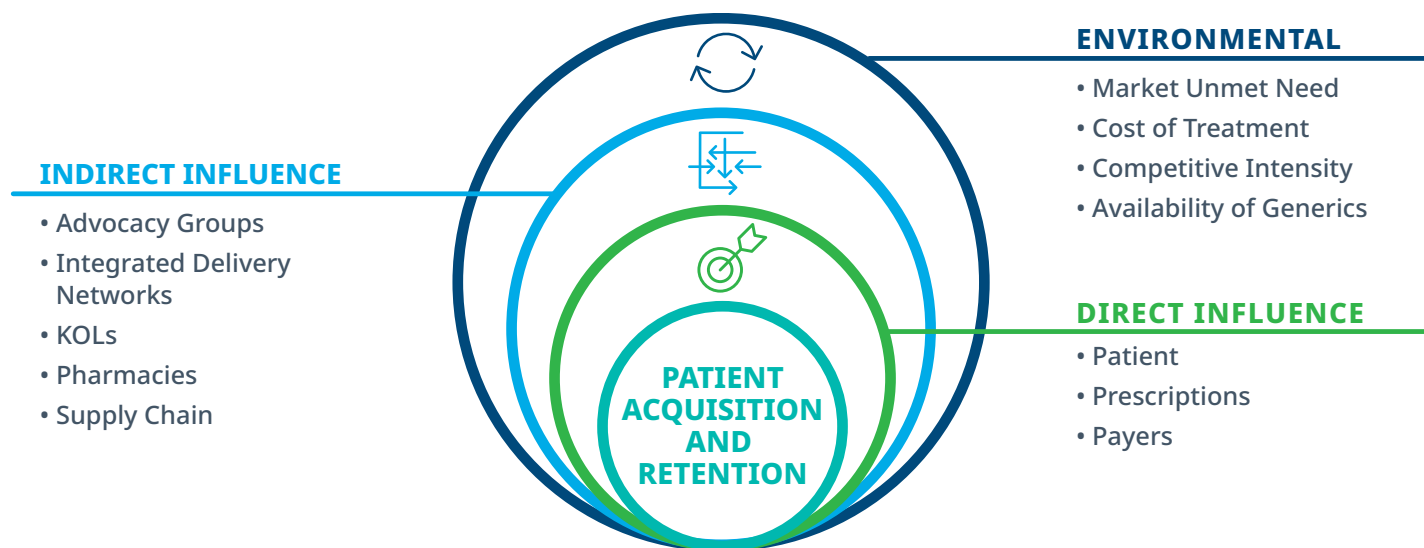 ENVIRONMENTAL
• Market Unmet Need
• Cost of Treatment
• Competitive Intensity
• Availability of Generics
INDIRECT INFLUENCE
• Advocacy Groups
• Integrated Delivery
Networks
• KOLs
• Pharmacies
• Supply Chain
DIRECT INFLUENCE
• Patient
• Prescriptions
• Payers
PATIENT
ACQUISITION
AND
RETENTION